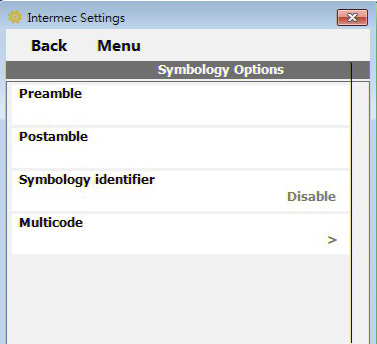 Intermec Settings
Back Menu
Symbology Options
Preamble
Postamble
Symbology identifier
Disable
Multicode
>